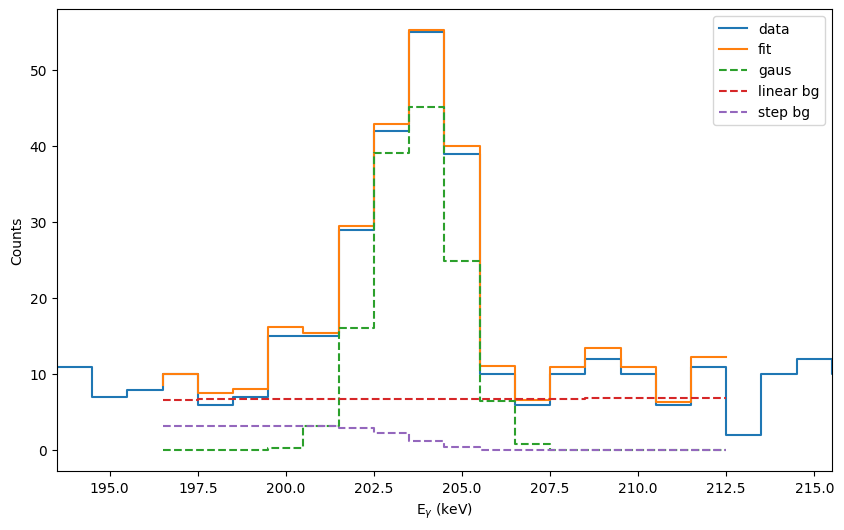 data
fit
gaus
linear bg
step bg
Counts
50
40
30
20
10
0
195.0 197.5 200.0 202.5 205.0 207.5 210.0 212.5 215.0
Eγ (keV)